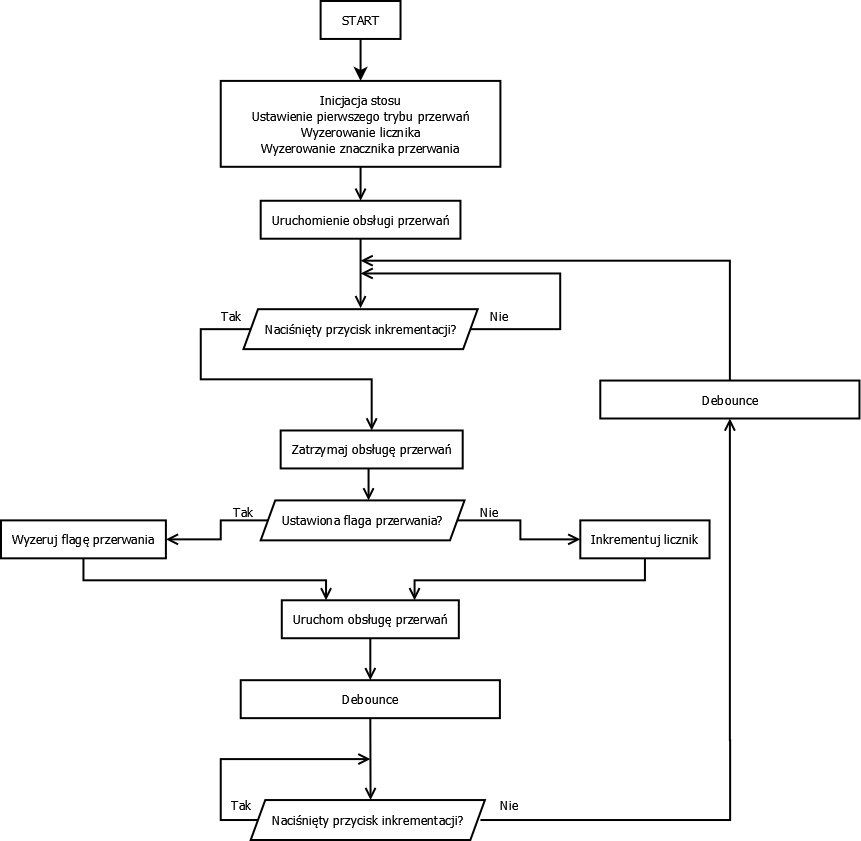 START
Inicjacja stosu
Ustawienie pierwszego trybu przerwań
Wyzerowanie licznika
Wyzerowanie znacznika przerwania
Uruchomienie obsługi przerwań
Tak
Naciśnięty przycisk inkrementacji?
Nie
Debounce
Zatrzymaj obsługę przerwań
Tak
Ustawiona flaga przerwania?
Nie
Wyzeruj flagę przerwania
Inkrementuj licznik
Uruchom obsługę przerwań
Debounce
Tak
Naciśnięty przycisk inkrementacji?
Nie